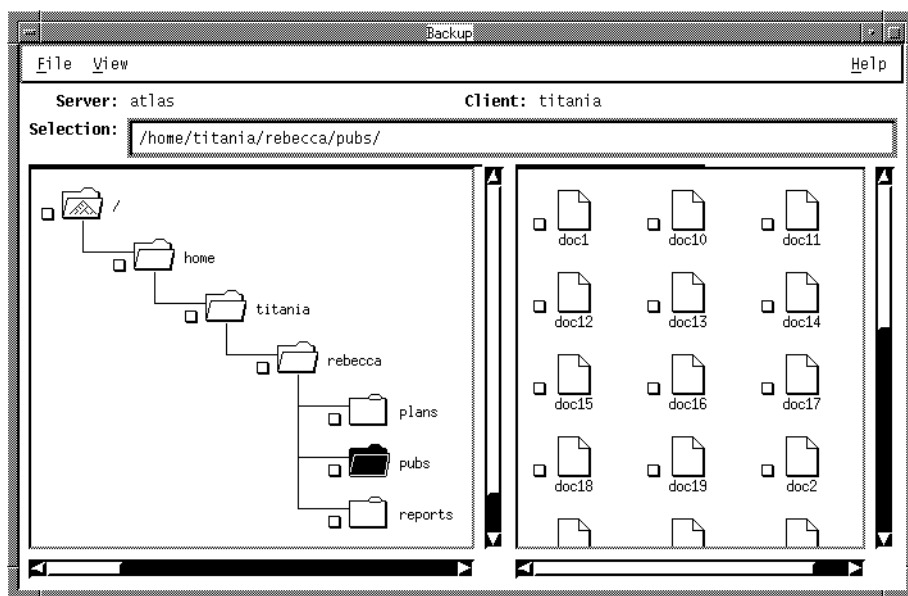 Backup
File View Help
Server: atlas Client: titania
Selection: /home/titania/rebecca/pubs/
/
home
titania
rebecca
plans
pubs
reports
doc1 doc10 doc11
doc12 doc13 doc14
doc15 doc16 doc17
doc18 doc19 doc2